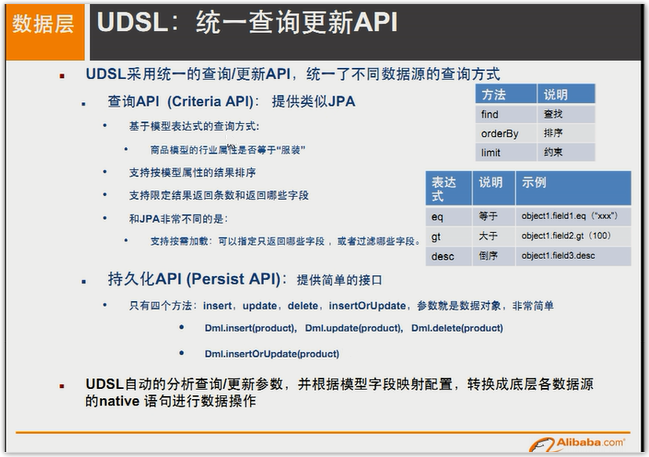 数据层
UDSL：统一查询更新API
UDSL采用统一的查询/更新API，统一了不同数据源的查询方式
查询API（Criteria API)： 提供类似JPA
基于模型表达式的查询方式:
商品模型的行业属性是否等于“服装”
支持按模型属性的结果排序
支持限定结果返回条数和返回哪些字段
和JPA非常不同的是:
支持按需加载：可以指定只返回哪些字段 ，或者过滤哪些字段。
方法 说明
find 查找
orderBy 排序
limit 约束
表达
式 说明 示例
eq 等于 object1.field1.eq（“xxx”）
gt 大于 object1.field2.gt（100）
desc 倒序 object1.field3.desc
持久化API (Persist API)：提供简单的接口
只有四个方法：insert，update，delete，insertOrUpdate，参数就是数据对象，非常简单
Dml.insert(product)，Dml.update(product)，Dml.delete(product)
Dml.insertOrUpdate(product)
UDSL自动的分析查询/更新参数，并根据模型字段映射配置，转换成底层各数据源
的native 语句进行数据操作
Alibaba.com®